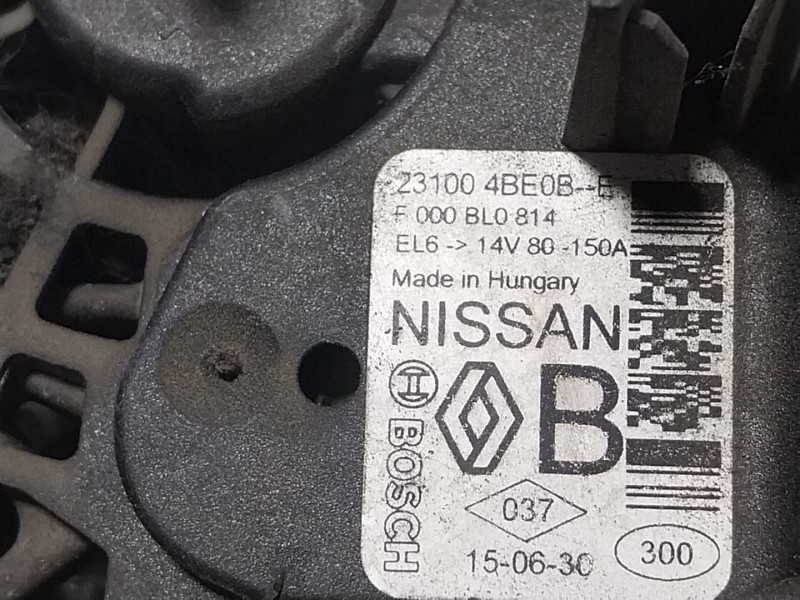 23100 4BE0B--E
F 000 BL0 814
EL6 -> 14V 80 -150A
Made in Hungary
NISSAN
B
BOSCH
037
15-06-30
300